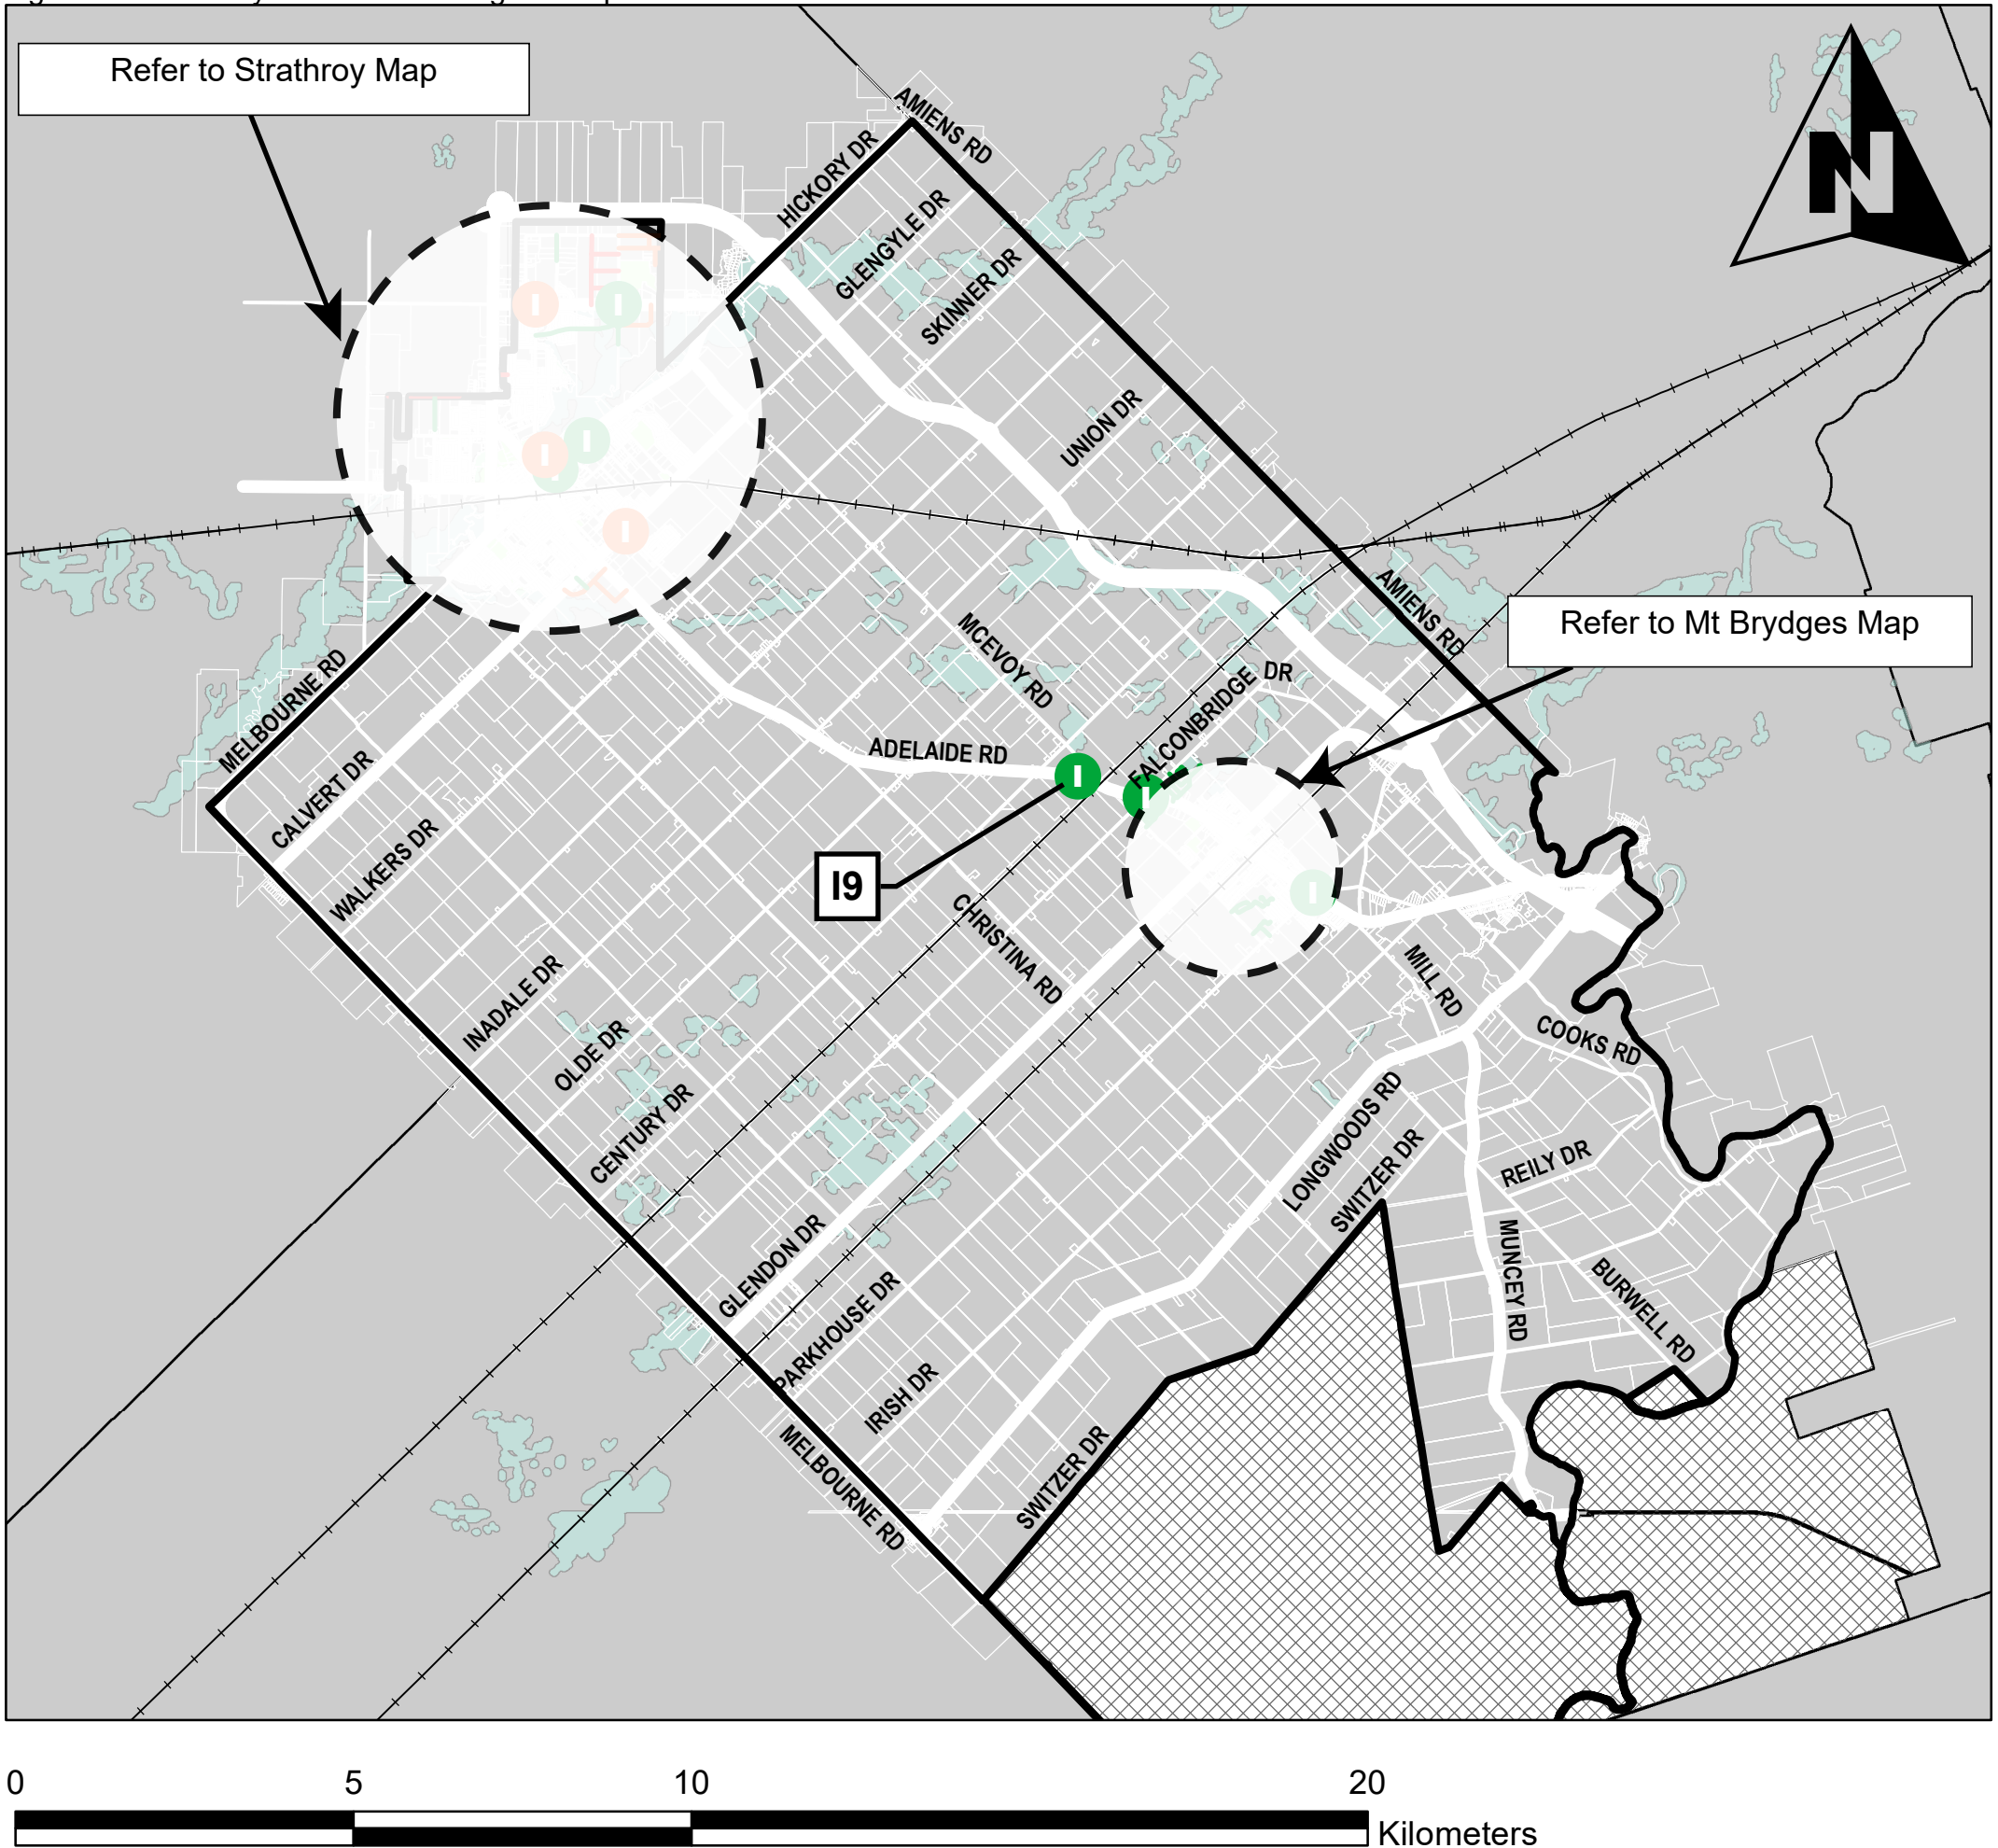 Refer to Strathroy Map
N
AMIENS RD
HICKORY DR
GLENGYLE DR
SKINNER DR
UNION DR
AMIENS RD
Refer to Mt Brydges Map
MCEVOY RD
FALCONBRIDGE DR
MELBOURNE RD
ADELAIDE RD
CALVERT DR
WALKERS DR
I9
CHRISTINA RD
MILL RD
INADALE DR
OLDE DR
COOKS RD
CENTURY DR
LONGWOODS RD
SWITZER DR
REILY DR
GLENDON DR
MUNCEY RD
BURWELL RD
PARKHOUSE DR
IRISH DR
MELBOURNE RD
SWITZER DR
0 5 10 20
Kilometers